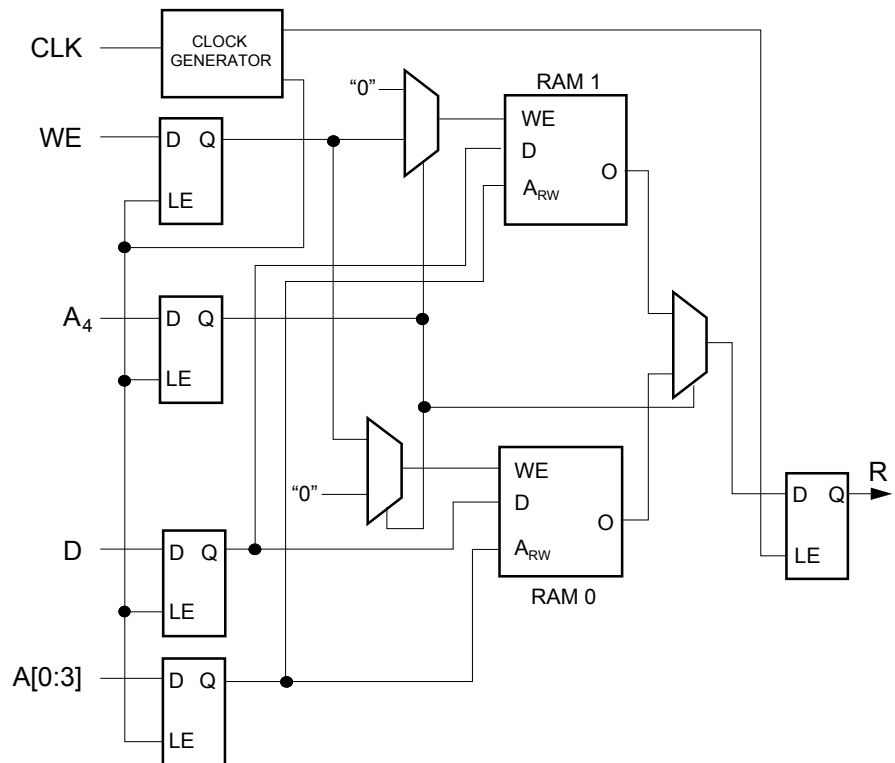 CLK
CLOCK
GENERATOR
WE
D Q
LE
"0"
RAM 1
WE
D
A_RW
O
A₄
D Q
LE
"0"
WE
D
A_RW
O
RAM 0
D
D Q
LE
A[0:3]
D Q
LE
D Q
LE
R